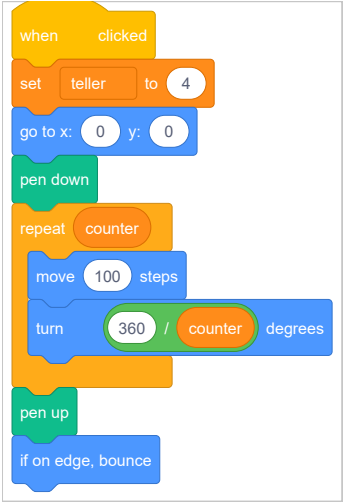 when clicked
set teller to 4
go to x: 0 y: 0
pen down
repeat counter
move 100 steps
turn 360 / counter degrees
pen up
if on edge, bounce